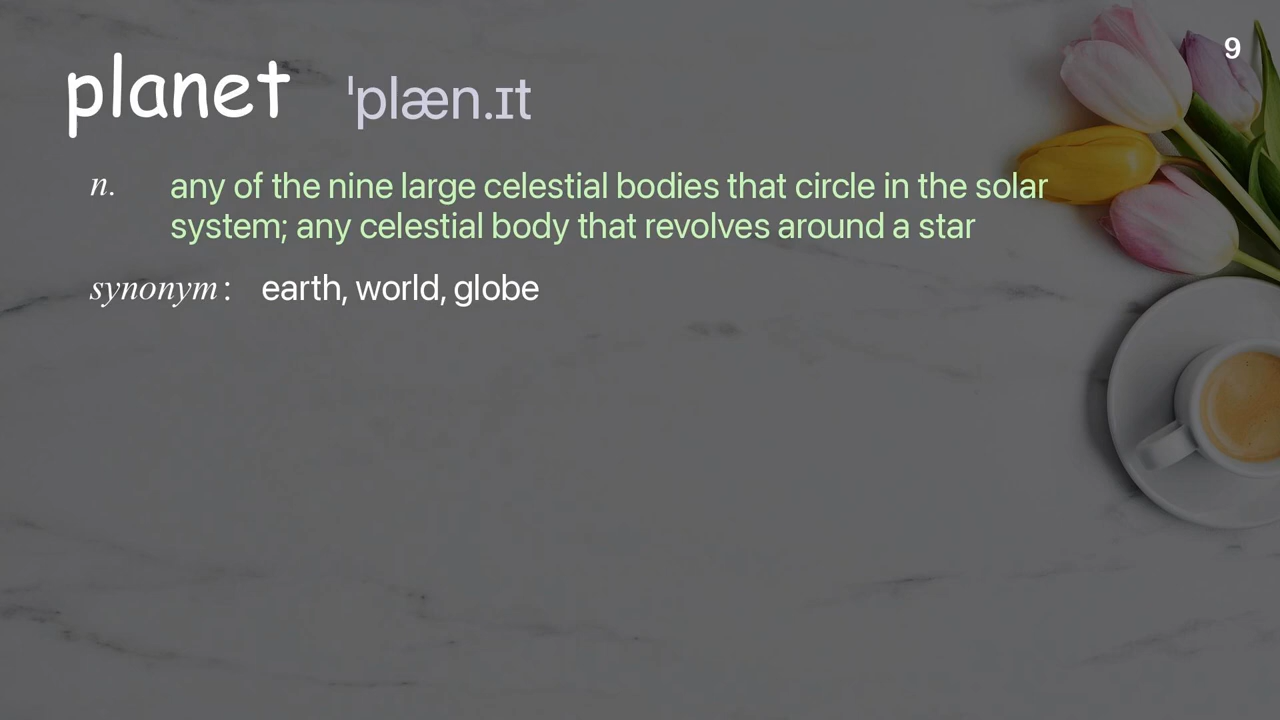 9
planet ˈplæn.ɪt
n. any of the nine large celestial bodies that circle in the solar
system; any celestial body that revolves around a star
synonym : earth, world, globe